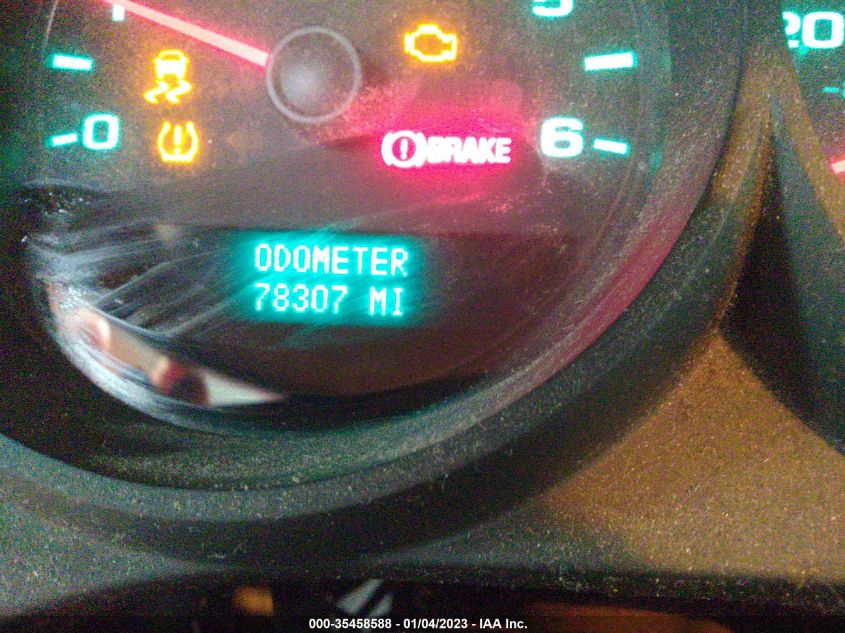 5
20
0
BRAKE
6
ODOMETER
78307 MI
000-35458588 - 01/04/2023 - IAA Inc.